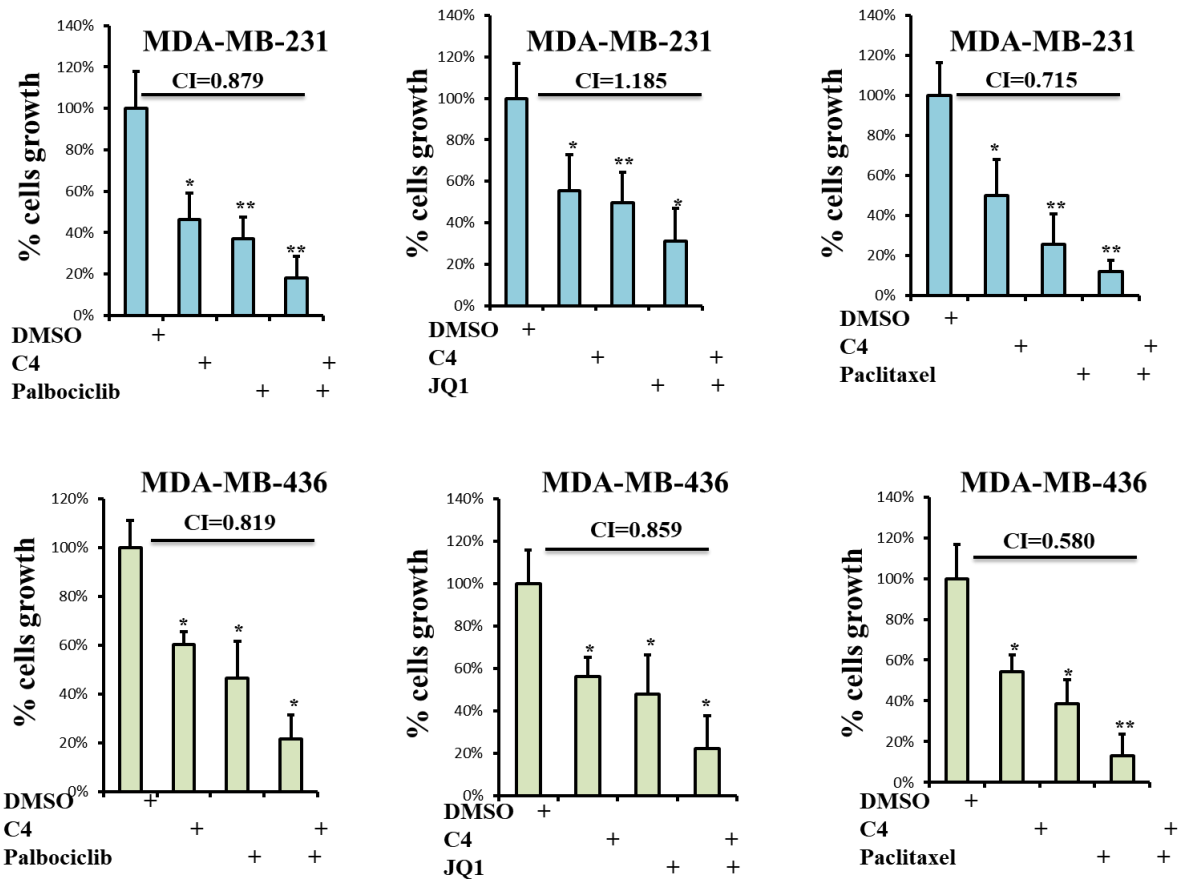 MDA-MB-231
CI=0.879
% cells growth
140%
120%
100%
80%
60%
40%
20%
0%
* ** **
DMSO +
C4 + +
Palbociclib + +
MDA-MB-231
CI=1.185
% cells growth
140%
120%
100%
80%
60%
40%
20%
0%
* ** *
DMSO +
C4 + +
JQ1 + +
MDA-MB-231
CI=0.715
% cells growth
140%
120%
100%
80%
60%
40%
20%
0%
* ** **
DMSO +
C4 + +
Paclitaxel + +
MDA-MB-436
CI=0.819
% cells growth
120%
100%
80%
60%
40%
20%
0%
* * *
DMSO +
C4 + +
Palbociclib + +
MDA-MB-436
CI=0.859
% cells growth
140%
120%
100%
80%
60%
40%
20%
0%
* * *
DMSO +
C4 + +
JQ1 + +
MDA-MB-436
CI=0.580
% cells growth
140%
120%
100%
80%
60%
40%
20%
0%
* * **
DMSO +
C4 + +
Paclitaxel + +